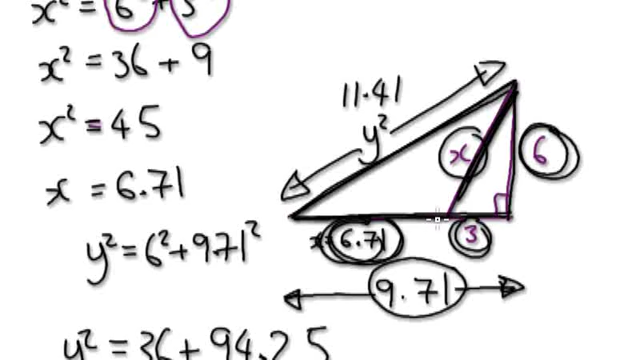 x² = 6² + 3²
x² = 36 + 9
x² = 45
x = 6.71
y² = 6² + 9.71²
y² = 36 + 94.25
11.41
y²
x
6
x = 6.71
3
9.71